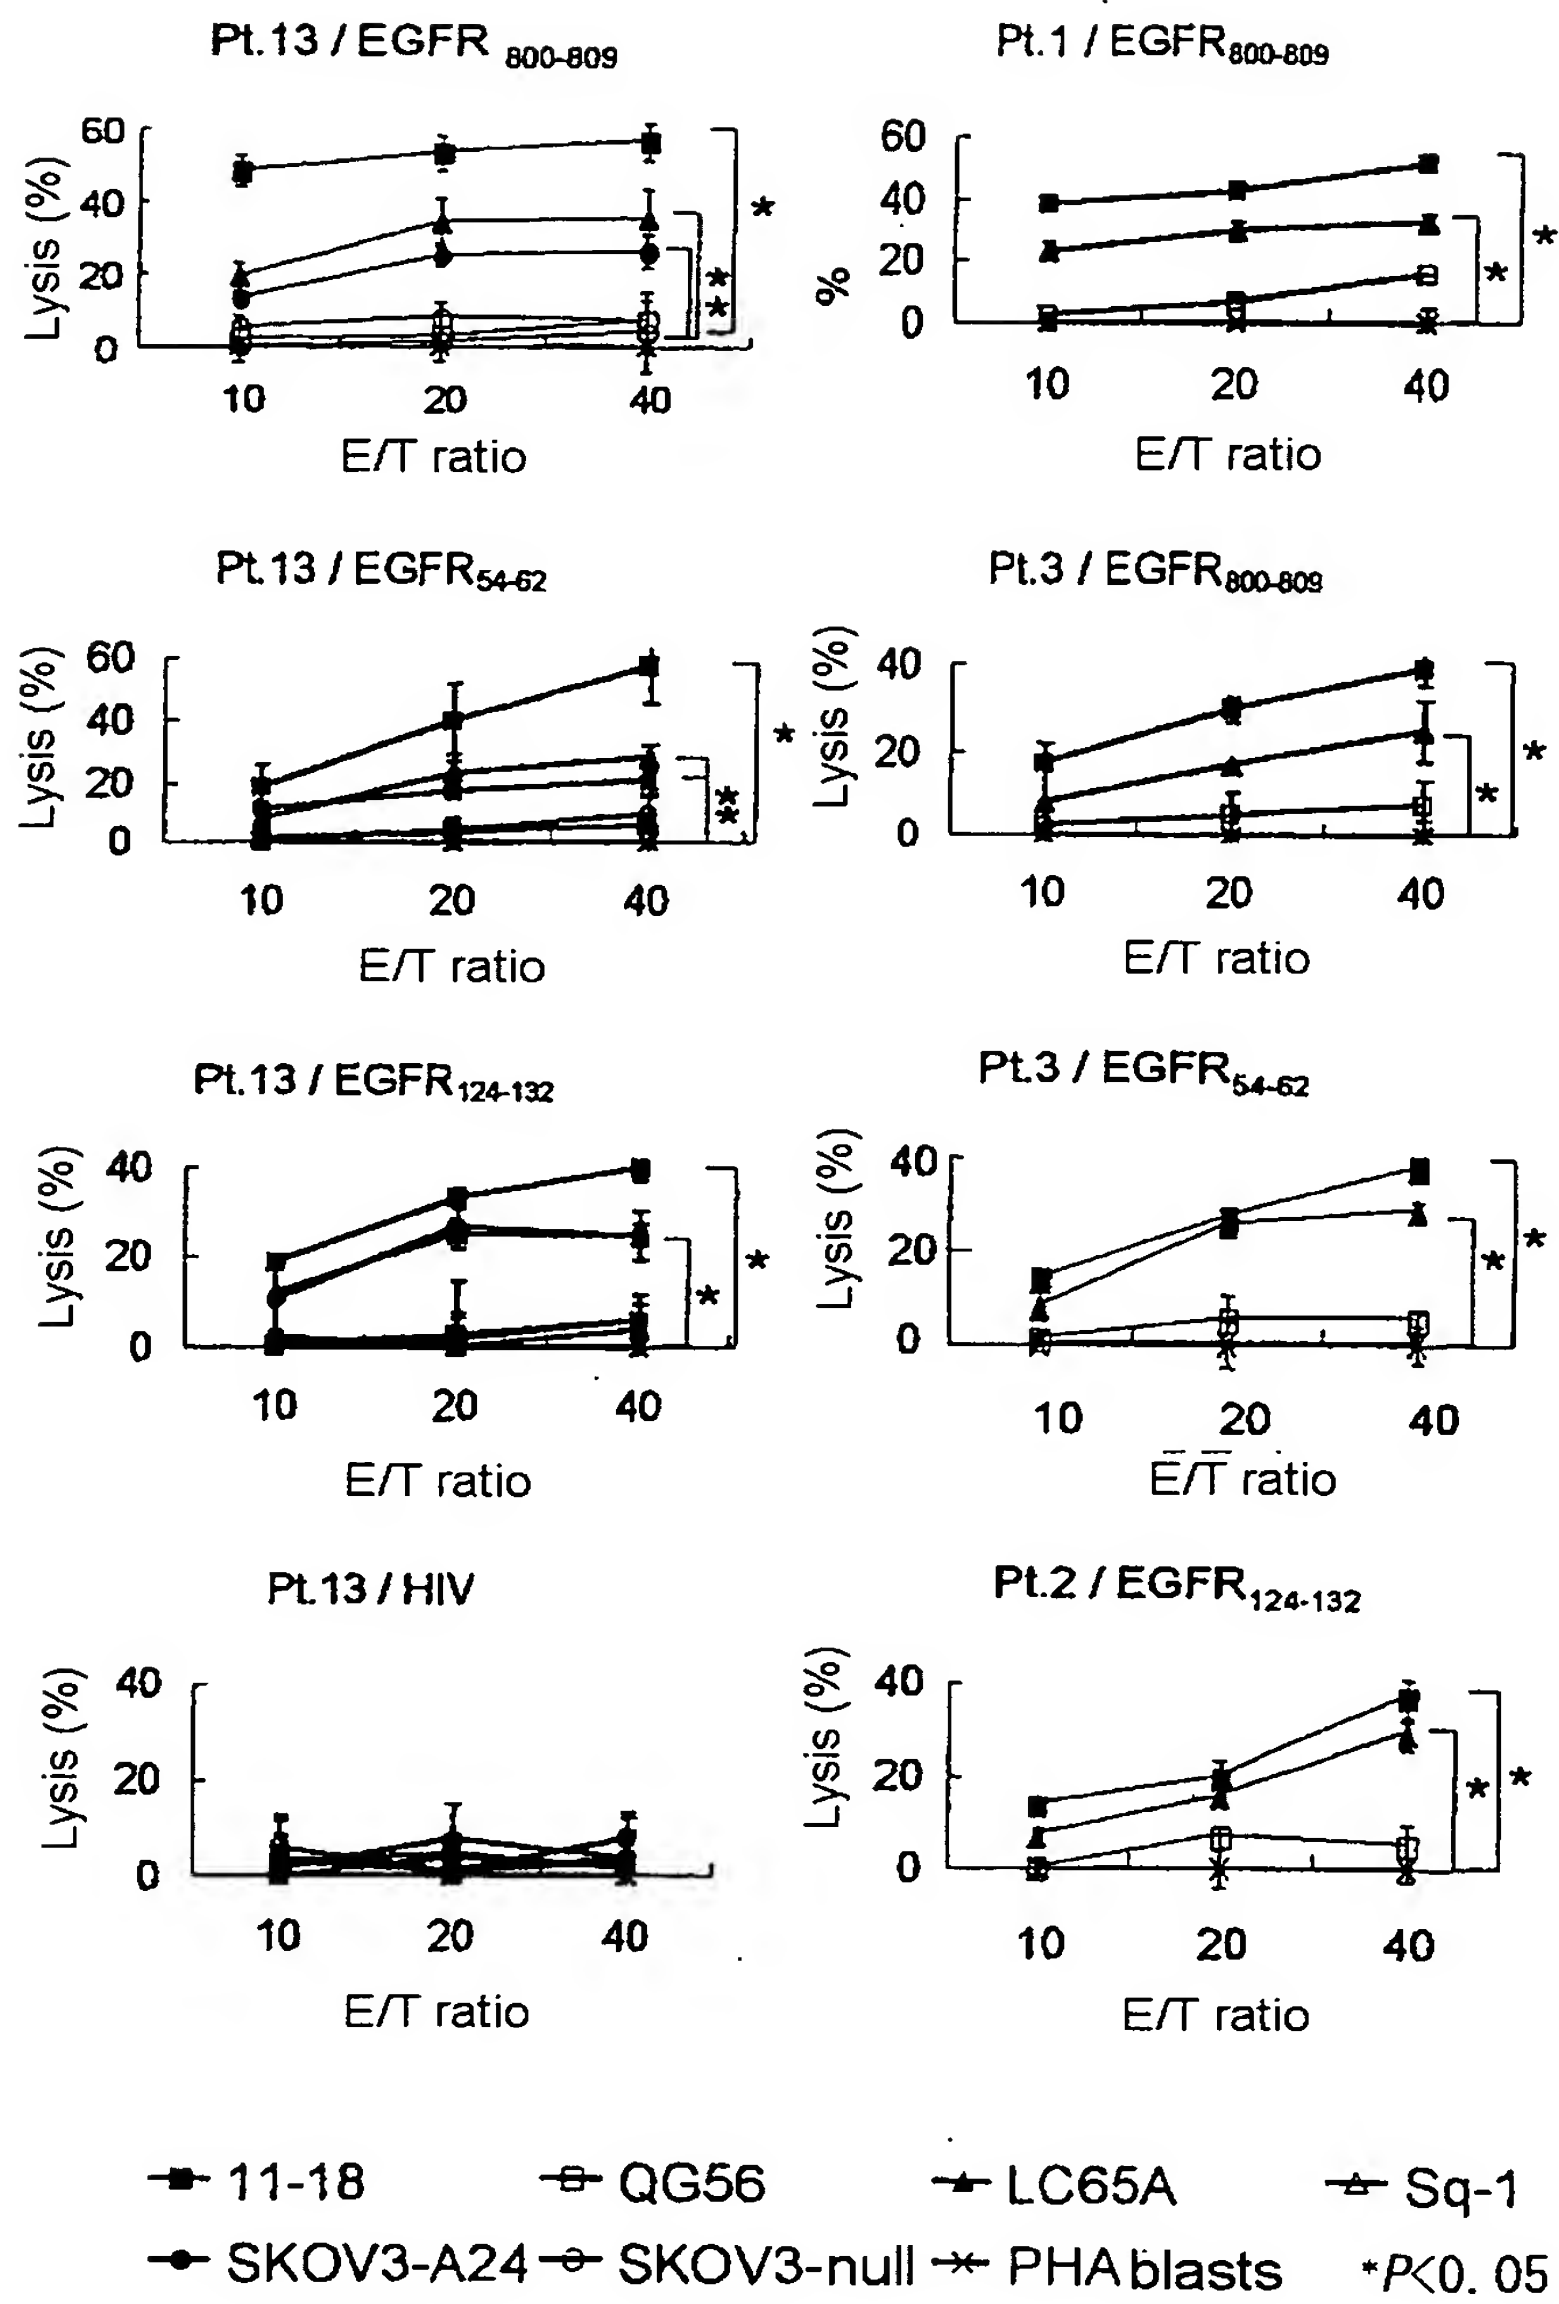 Pt.13 / EGFR 800-809
Pt.1 / EGFR800-809
60
40
20
0
Lysis (%)
10 20 40
E/T ratio
*
*
*
60
40
20
0
%
10 20 40
E/T ratio
*
*
Pt.13 / EGFR54-62
Pt.3 / EGFR800-809
60
40
20
0
Lysis (%)
10 20 40
E/T ratio
*
*
*
40
20
0
Lysis (%)
10 20 40
E/T ratio
*
*
Pt.13 / EGFR124-132
Pt.3 / EGFR54-62
40
20
0
Lysis (%)
10 20 40
E/T ratio
*
*
40
20
0
Lysis (%)
10 20 40
E/T ratio
*
*
Pt.13 / HIV
Pt.2 / EGFR124-132
40
20
0
Lysis (%)
10 20 40
E/T ratio
40
20
0
Lysis (%)
10 20 40
E/T ratio
*
*
11-18 QG56 LC65A Sq-1
SKOV3-A24 SKOV3-null PHA blasts *P<0. 05